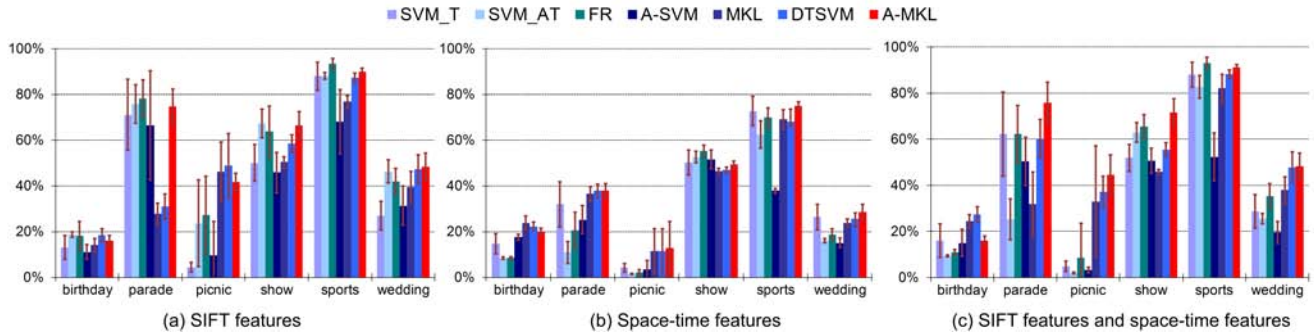 SVM_T SVM_AT FR A-SVM MKL DTSVM A-MKL
100%
80%
60%
40%
20%
0%
birthday parade picnic show sports wedding
(a) SIFT features
100%
80%
60%
40%
20%
0%
birthday parade picnic show sports wedding
(b) Space-time features
100%
80%
60%
40%
20%
0%
birthday parade picnic show sports wedding
(c) SIFT features and space-time features